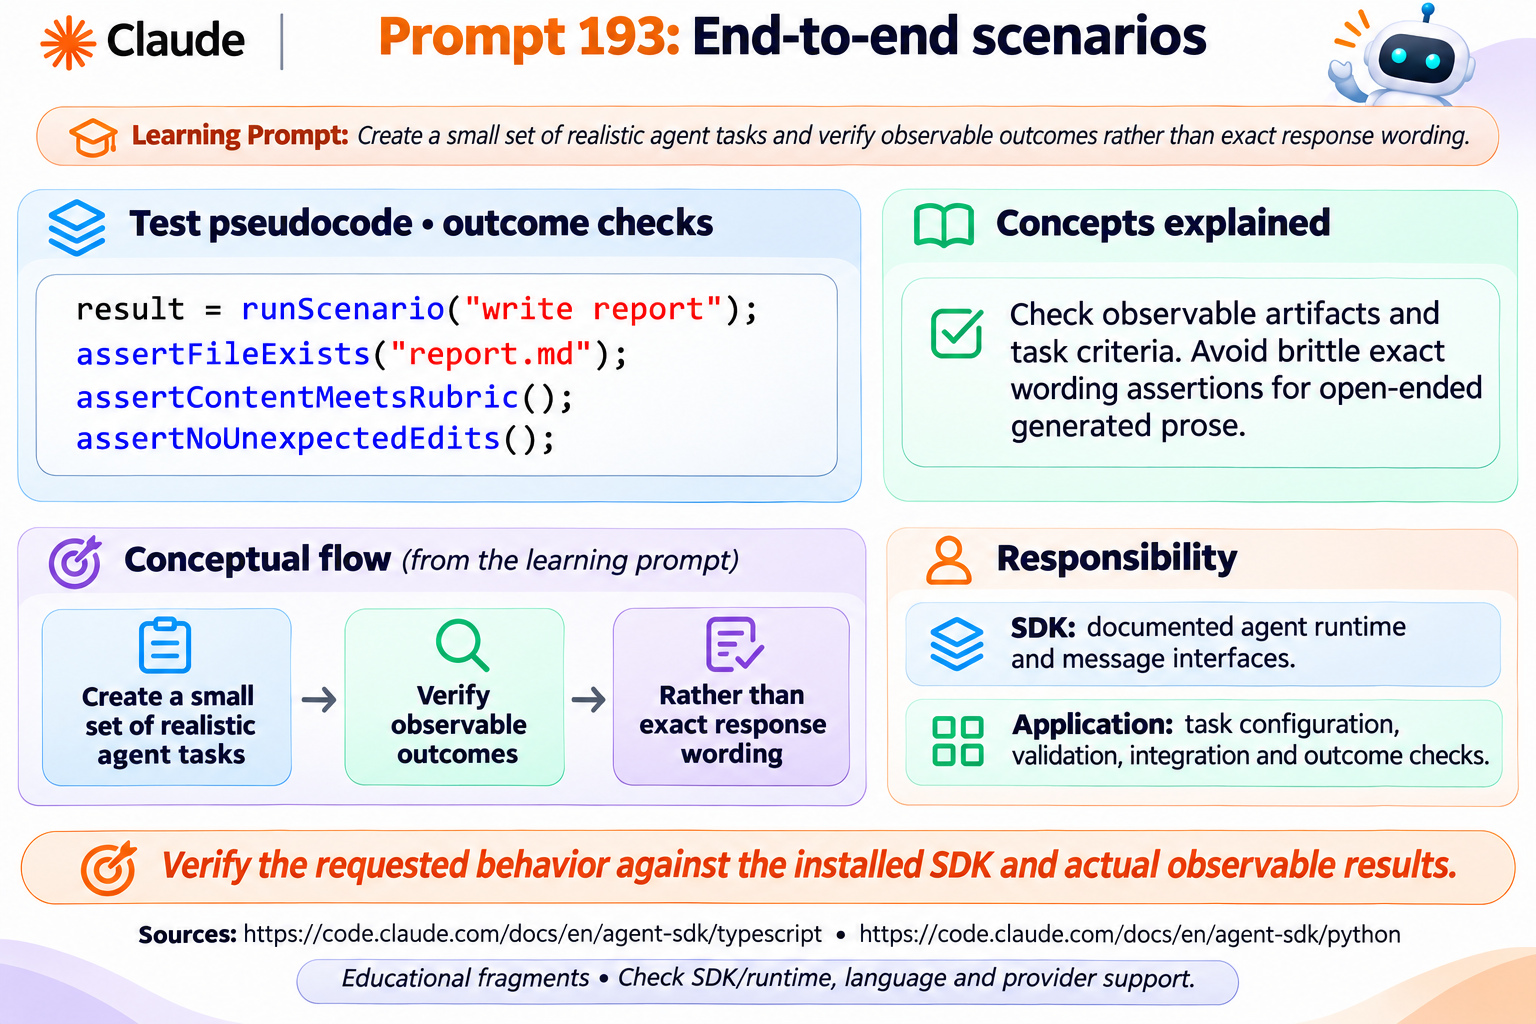 Claude
Prompt 193: End-to-end scenarios
Learning Prompt: Create a small set of realistic agent tasks and verify observable outcomes rather than exact response wording.
Test pseudocode • outcome checks
result = runScenario("write report");
assertFileExists("report.md");
assertContentMeetsRubric();
assertNoUnexpectedEdits();
Concepts explained
Check observable artifacts and
task criteria. Avoid brittle exact
wording assertions for open-ended
generated prose.
Conceptual flow (from the learning prompt)
Create a small
set of realistic
agent tasks
Verify
observable
outcomes
Rather than
exact response
wording
Responsibility
SDK: documented agent runtime
and message interfaces.
Application: task configuration,
validation, integration and outcome checks.
Verify the requested behavior against the installed SDK and actual observable results.
Sources: https://code.claude.com/docs/en/agent-sdk/typescript • https://code.claude.com/docs/en/agent-sdk/python
Educational fragments • Check SDK/runtime, language and provider support.